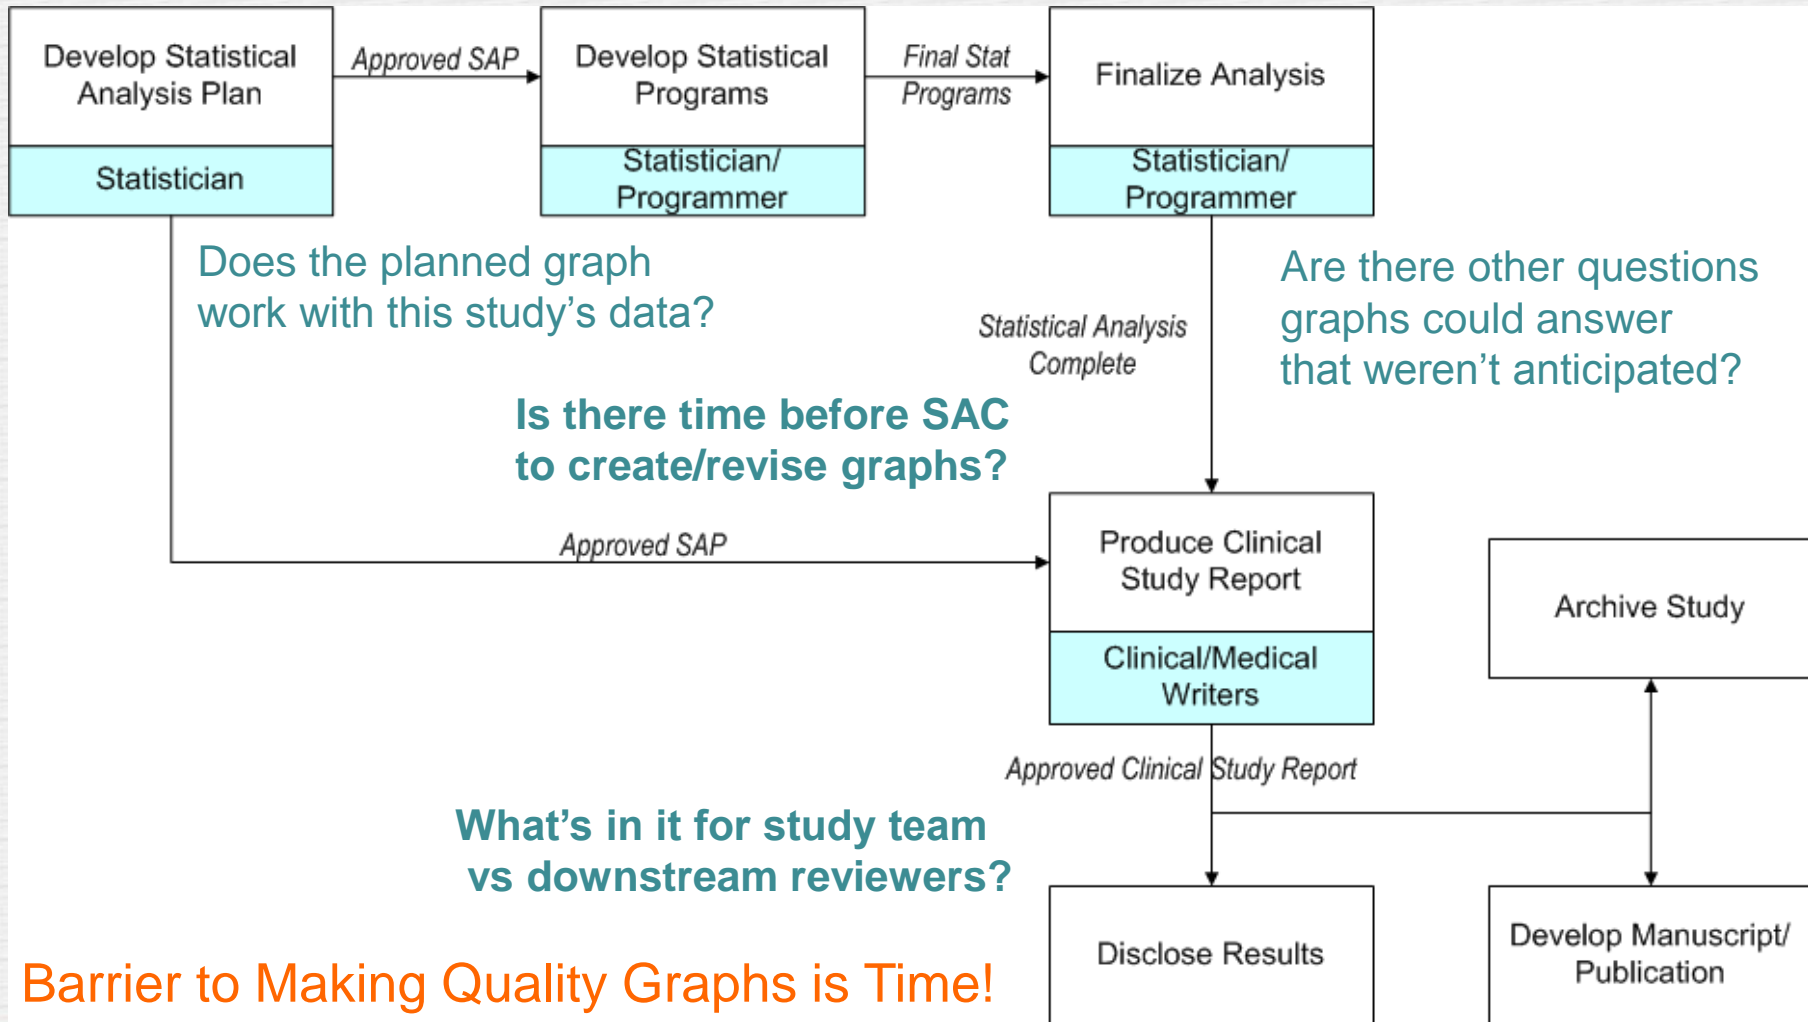 Develop Statistical
Analysis Plan
Statistician
Approved SAP
Develop Statistical
Programs
Statistician/
Programmer
Final Stat
Programs
Finalize Analysis
Statistician/
Programmer
Does the planned graph
work with this study’s data?
Statistical Analysis
Complete
Are there other questions
graphs could answer
that weren’t anticipated?
Is there time before SAC
to create/revise graphs?
Approved SAP
Produce Clinical
Study Report
Clinical/Medical
Writers
Archive Study
Approved Clinical Study Report
What’s in it for study team
vs downstream reviewers?
Disclose Results
Develop Manuscript/
Publication
Barrier to Making Quality Graphs is Time!